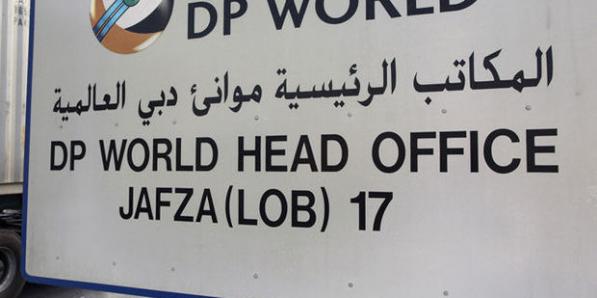 DP WORLD
المكاتب الرئيسية موانئ دبي العالمية
DP WORLD HEAD OFFICE
JAFZA (LOB) 17